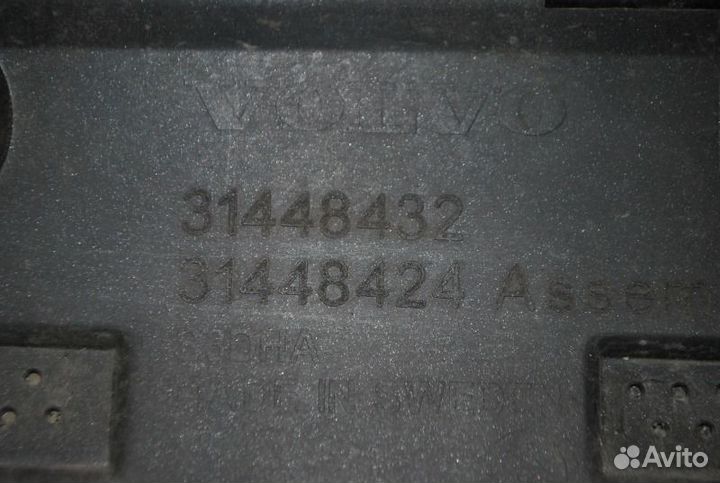 VOLVO
31448432
31448424 Assem
MADE IN SWEDEN
Avito